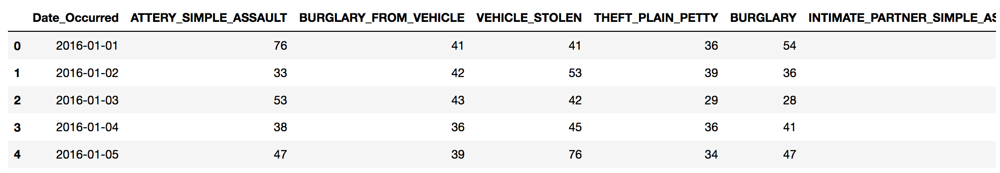 Date_Occurred ATTERY_SIMPLE_ASSAULT BURGLARY_FROM_VEHICLE VEHICLE_STOLEN THEFT_PLAIN_PETTY BURGLARY INTIMATE_PARTNER_SIMPLE_AS
0 2016-01-01 76 41 41 36 54
1 2016-01-02 33 42 53 39 36
2 2016-01-03 53 43 42 29 28
3 2016-01-04 38 36 45 36 41
4 2016-01-05 47 39 76 34 47